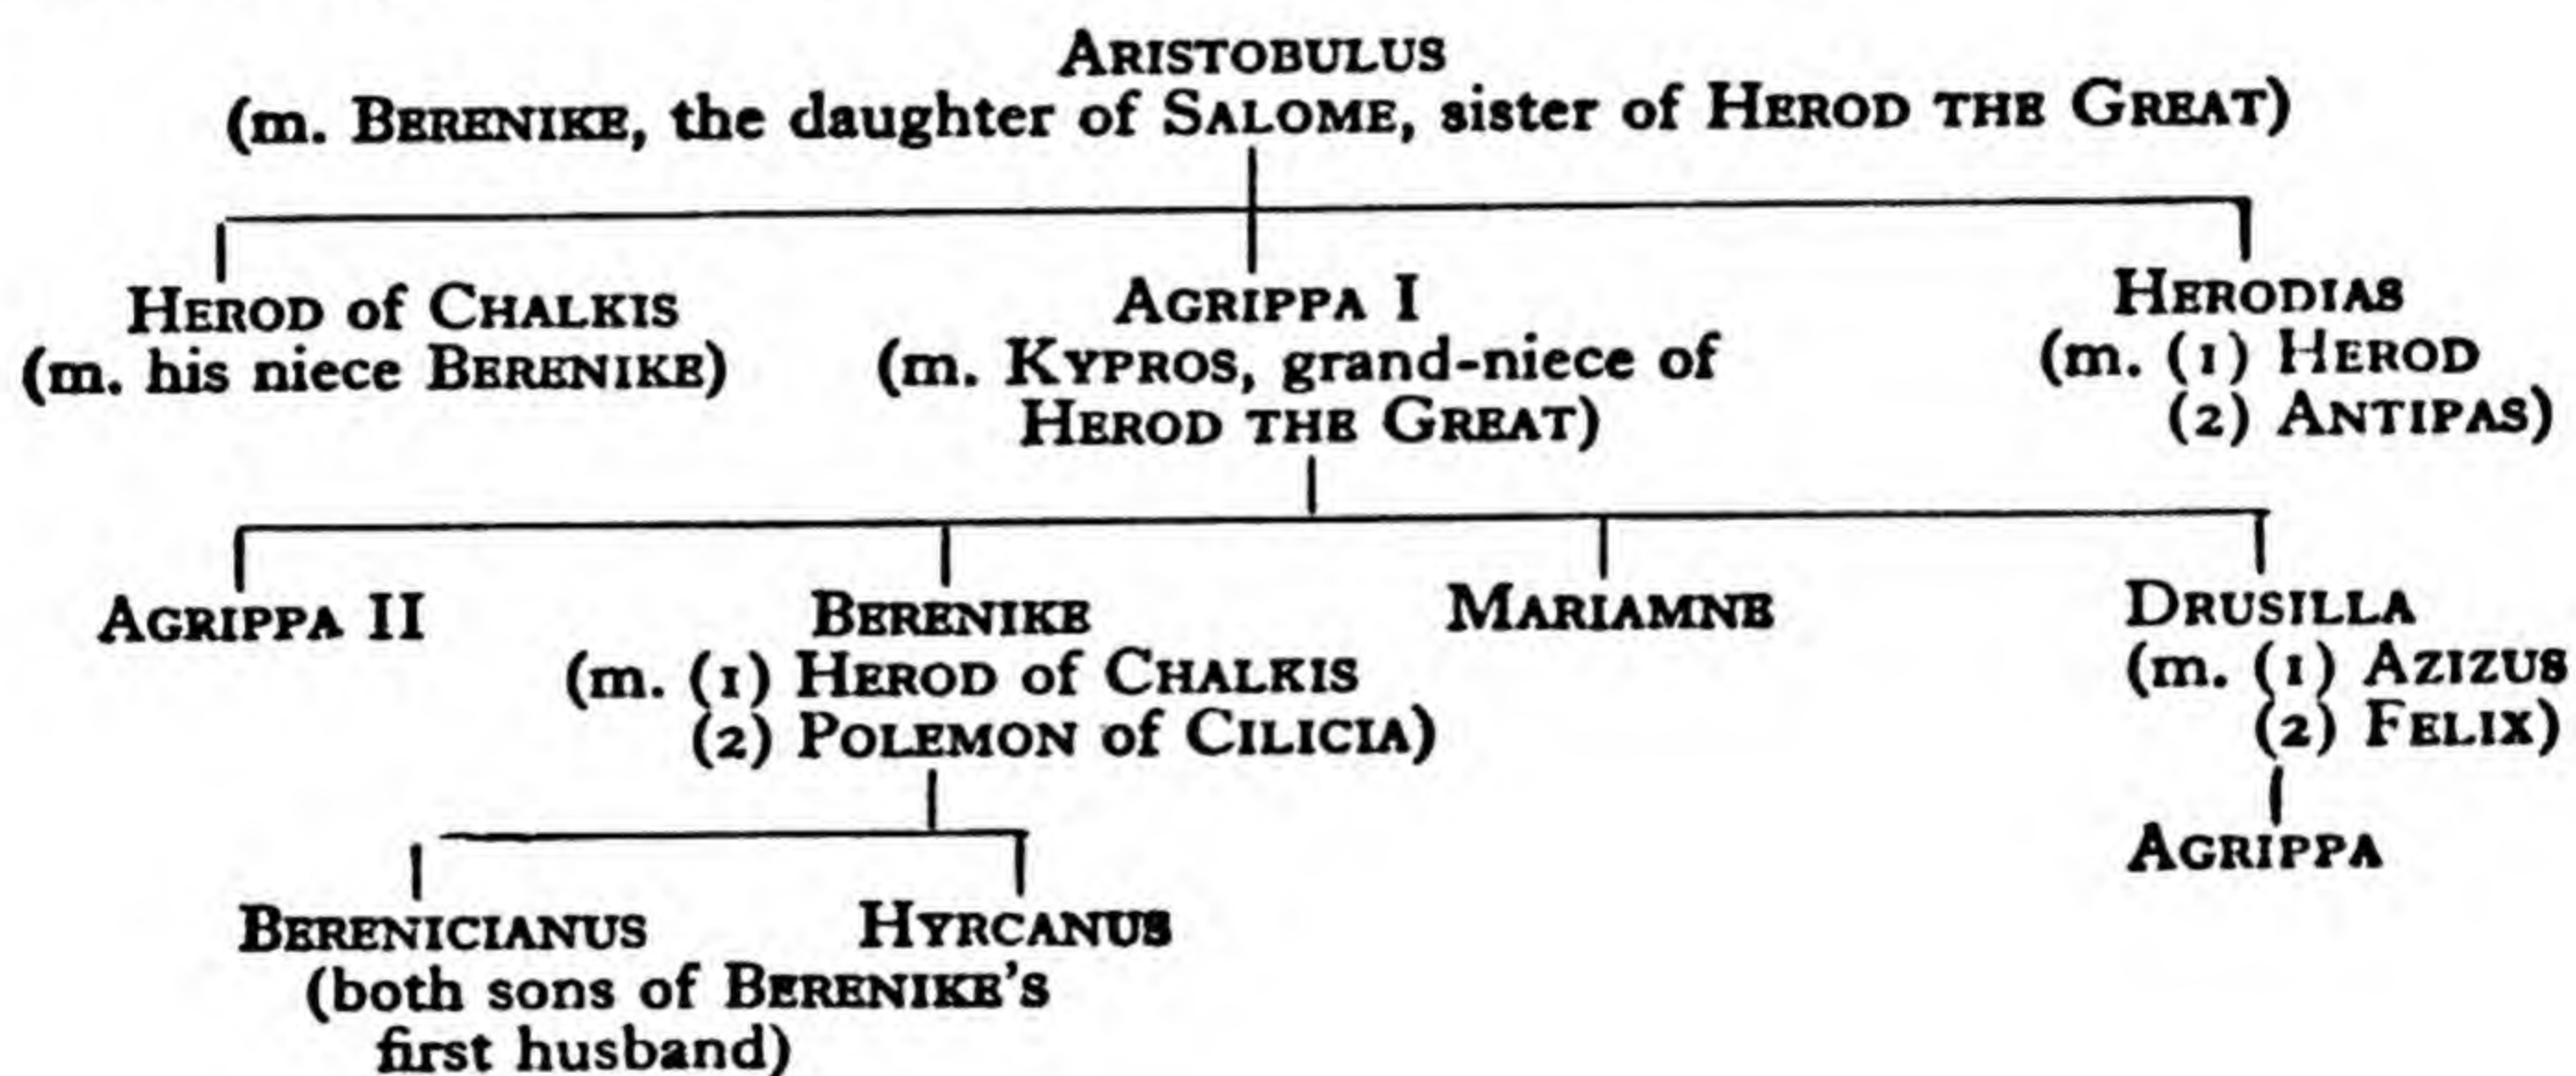 ARISTOBULUS
(m. BERENIKE, the daughter of SALOME, sister of HEROD THE GREAT)
HEROD of CHALKIS
(m. his niece BERENIKE)
AGRIPPA I
(m. KYPROS, grand-niece of
HEROD THE GREAT)
HERODIAS
(m. (1) HEROD
(2) ANTIPAS)
AGRIPPA II
BERENIKE
(m. (1) HEROD of CHALKIS
(2) POLEMON of CILICIA)
MARIAMNE
DRUSILLA
(m. (1) AZIZUS
(2) FELIX)
AGRIPPA
BERENICIANUS
HYRCANUS
(both sons of BERENIKE'S
first husband)